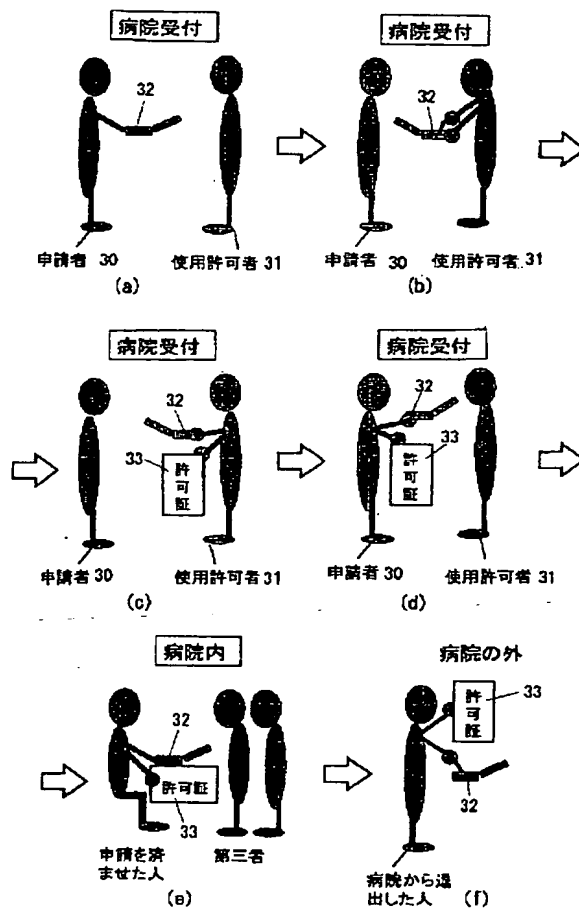 病院受付
病院受付
32
32
申請者 30
使用許可者 31
申請者 30
使用許可者 31
(a)
(b)
病院受付
病院受付
32
33
許可証
32
33
許可証
申請者 30
使用許可者 31
申請者 30
使用許可者 31
(c)
(d)
病院内
病院の外
32
許可証
33
許可証
33
32
申請を済
ませた人
第三者
病院から退
出した人
(e)
(f)